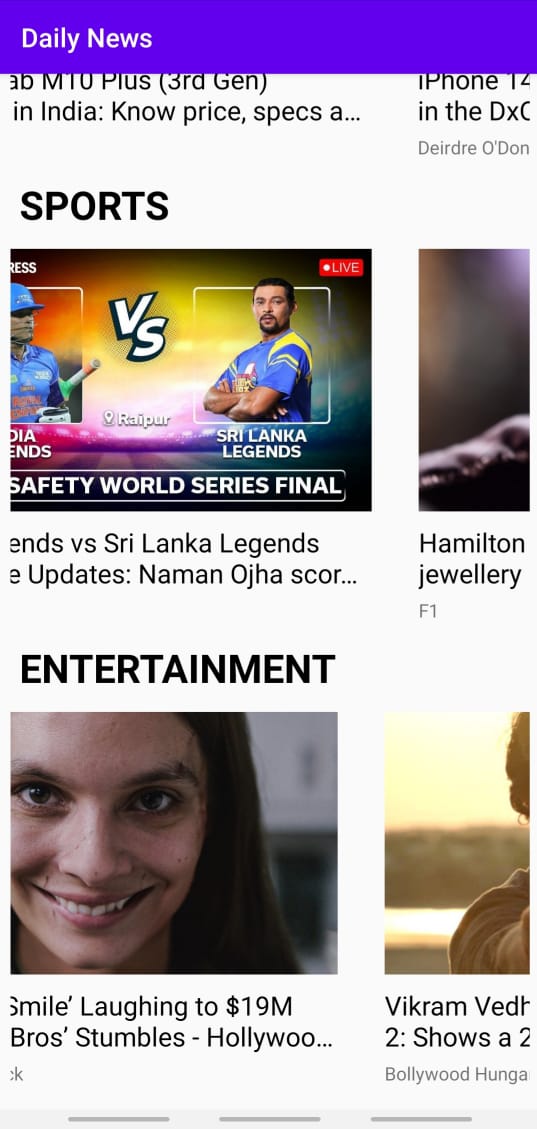 Daily News
ab M10 Plus (3rd Gen)
in India: Know price, specs a...
iPhone 14
in the DxO
Deirdre O'Don
SPORTS
RESS
LIVE
VS
Raipur
DIA
ENDS
SRI LANKA
LEGENDS
SAFETY WORLD SERIES FINAL
ends vs Sri Lanka Legends
e Updates: Naman Ojha scor...
Hamilton
jewellery
F1
ENTERTAINMENT
Smile’ Laughing to $19M
Bros’ Stumbles - Hollywoo...
ck
Vikram Vedh
2: Shows a 2
Bollywood Hunga